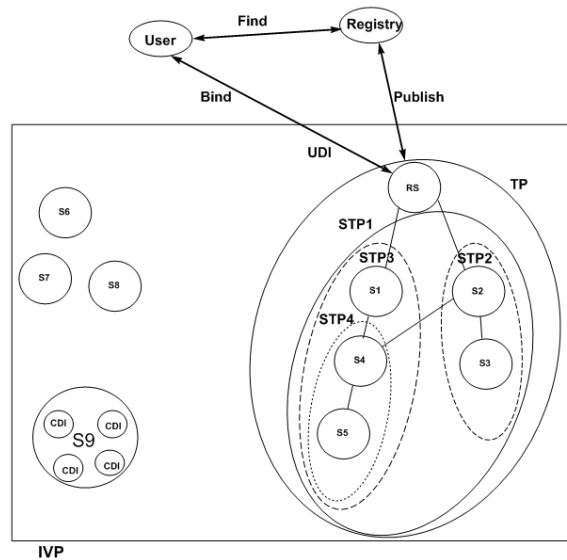 Find
User
Registry
Bind
Publish
UDI
RS
TP
S6
STP1
STP3
STP2
S7
S8
S1
S2
STP4
S4
S3
CDI
CDI
S9
S5
CDI
CDI
IVP